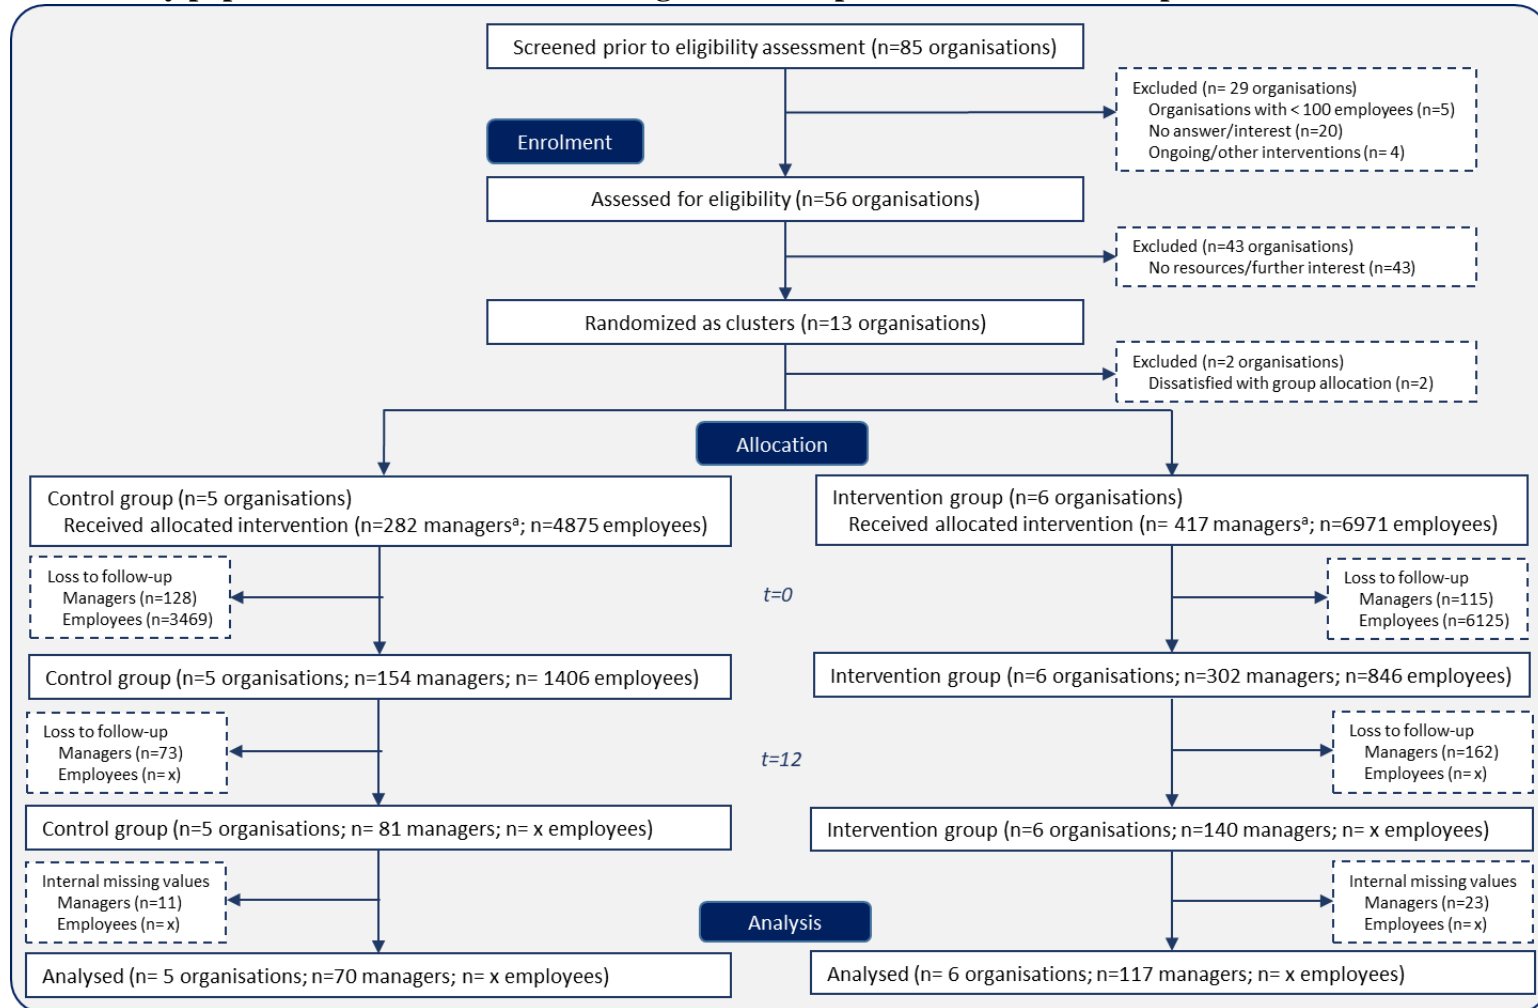 Screened prior to eligibility assessment (n=85 organisations)
Excluded (n= 29 organisations)
Organisations with < 100 employees (n=5)
No answer/interest (n=20)
Ongoing/other interventions (n= 4)
Enrolment
Assessed for eligibility (n=56 organisations)
Excluded (n=43 organisations)
No resources/further interest (n=43)
Randomized as clusters (n=13 organisations)
Excluded (n=2 organisations)
Dissatisfied with group allocation (n=2)
Allocation
Control group (n=5 organisations)
Received allocated intervention (n=282 managersᵃ; n=4875 employees)
Intervention group (n=6 organisations)
Received allocated intervention (n= 417 managersᵃ; n=6971 employees)
Loss to follow-up
Managers (n=128)
Employees (n=3469)
t=0
Loss to follow-up
Managers (n=115)
Employees (n=6125)
Control group (n=5 organisations; n=154 managers; n= 1406 employees)
Intervention group (n=6 organisations; n=302 managers; n=846 employees)
Loss to follow-up
Managers (n=73)
Employees (n= x)
t=12
Loss to follow-up
Managers (n=162)
Employees (n= x)
Control group (n=5 organisations; n= 81 managers; n= x employees)
Intervention group (n=6 organisations; n=140 managers; n= x employees)
Internal missing values
Managers (n=11)
Employees (n= x)
Analysis
Internal missing values
Managers (n=23)
Employees (n= x)
Analysed (n= 5 organisations; n=70 managers; n= x employees)
Analysed (n= 6 organisations; n=117 managers; n= x employees)